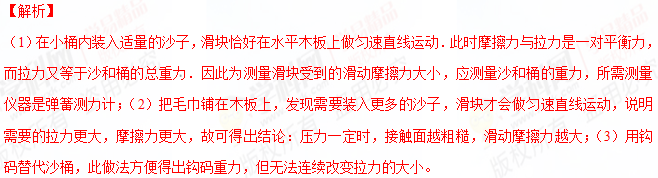 【解析】
（1）在小桶内装入适量的沙子，滑块恰好在水平木板上做匀速直线运动．此时摩擦力与拉力是一对平衡力，
而拉力又等于沙和桶的总重力．因此为测量滑块受到的滑动摩擦力大小，应测量沙和桶的重力，所需测量
仪器是弹簧测力计；（2）把毛巾铺在木板上，发现需要装入更多的沙子，滑块才会做匀速直线运动，说明
需要的拉力更大，摩擦力更大，故可得出结论：压力一定时，接触面越粗糙，滑动摩擦力越大；（3）用钩
码替代沙桶，此做法方便得出钩码重力，但无法连续改变拉力的大小。